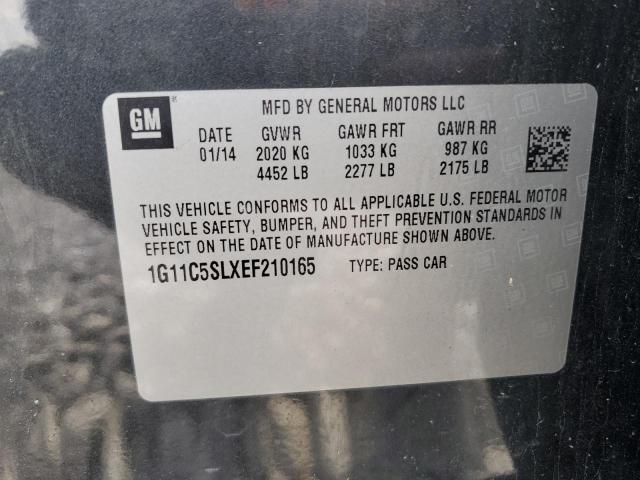 GM
MFD BY GENERAL MOTORS LLC
DATE GVWR GAWR FRT GAWR RR
01/14 2020 KG 1033 KG 987 KG
4452 LB 2277 LB 2175 LB
THIS VEHICLE CONFORMS TO ALL APPLICABLE U.S. FEDERAL MOTOR
VEHICLE SAFETY, BUMPER, AND THEFT PREVENTION STANDARDS IN
EFFECT ON THE DATE OF MANUFACTURE SHOWN ABOVE.
1G11C5SLXEF210165 TYPE: PASS CAR